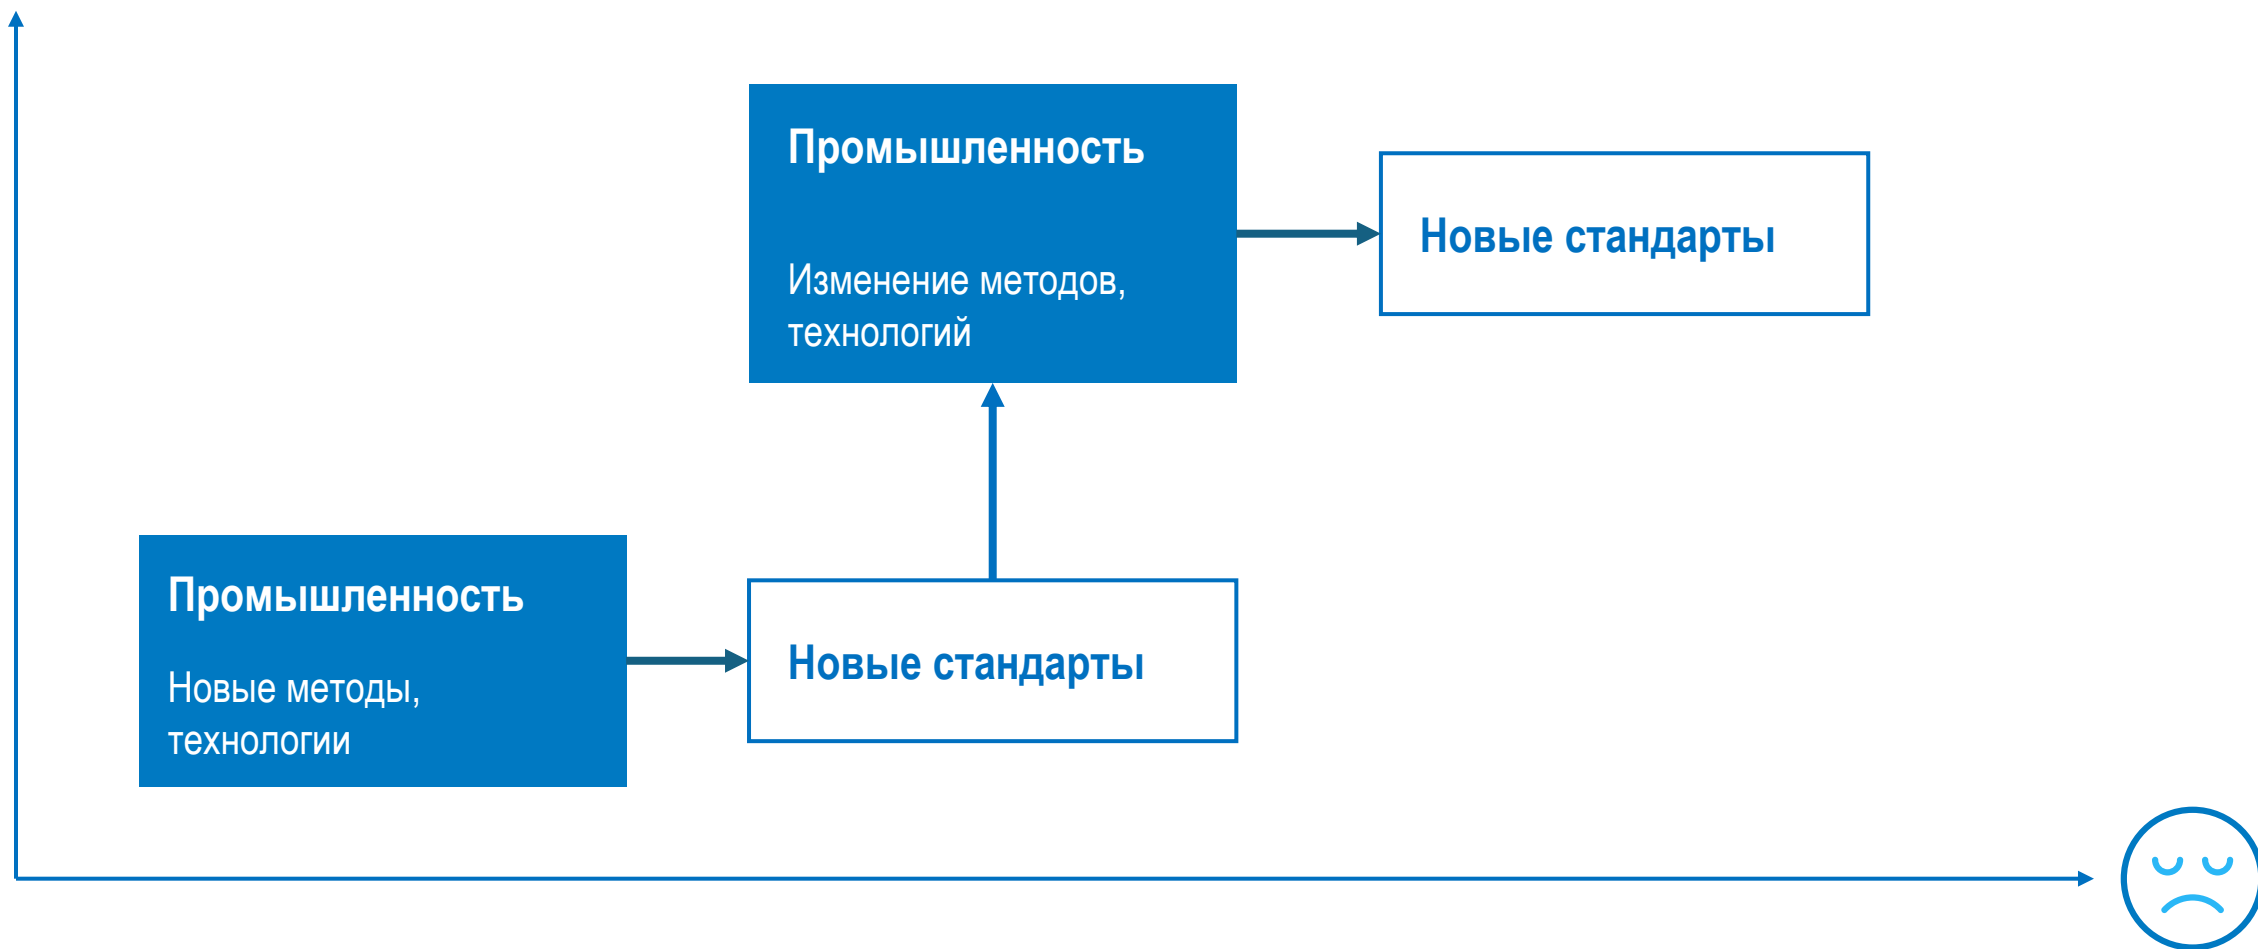 Промышленность
Изменение методов,
технологий
Новые стандарты
Промышленность
Новые методы,
технологии
Новые стандарты